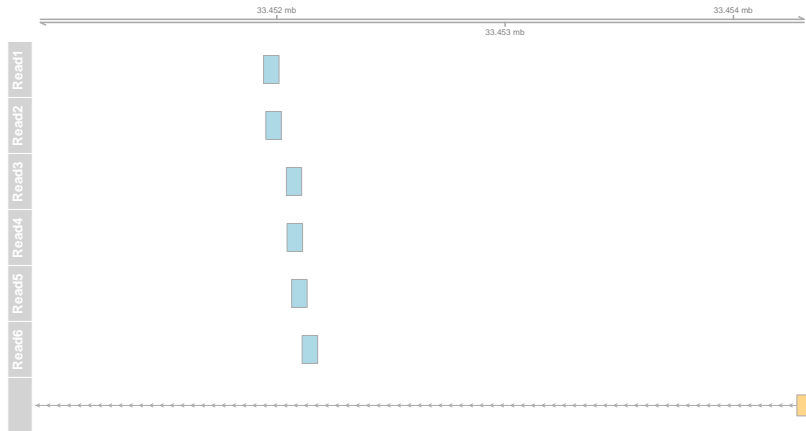 33.452 mb
33.454 mb
33.453 mb
Read1
Read2
Read3
Read4
Read5
Read6